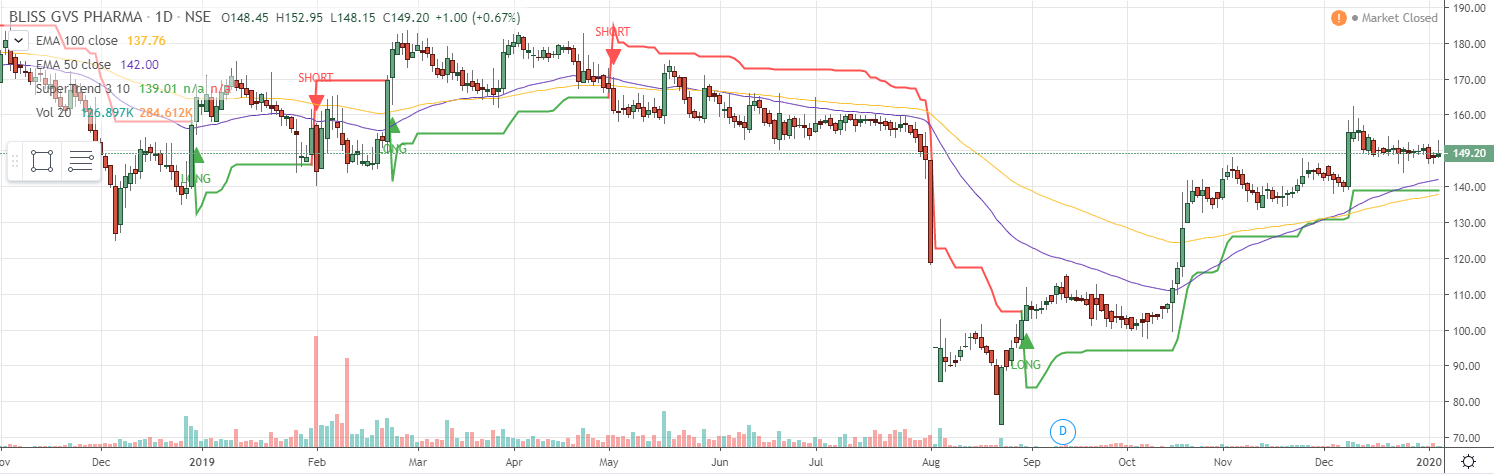 BLISS GVS PHARMA · 1D · NSE O148.45 H152.95 L148.15 C149.20 +1.00 (+0.67%)
! Market Closed
EMA 100 close 137.76
EMA 50 close 142.00
SuperTrend 3 10 139.01 n/a n/a
Vol 20 126.897K 284.612K
SHORT
SHORT
LONG
LONG
LONG
190.00
180.00
170.00
160.00
150.00
149.20
140.00
130.00
120.00
110.00
100.00
90.00
80.00
70.00
D
ov Dec 2019 Feb Mar Apr May Jun Jul Aug Sep Oct Nov Dec 2020